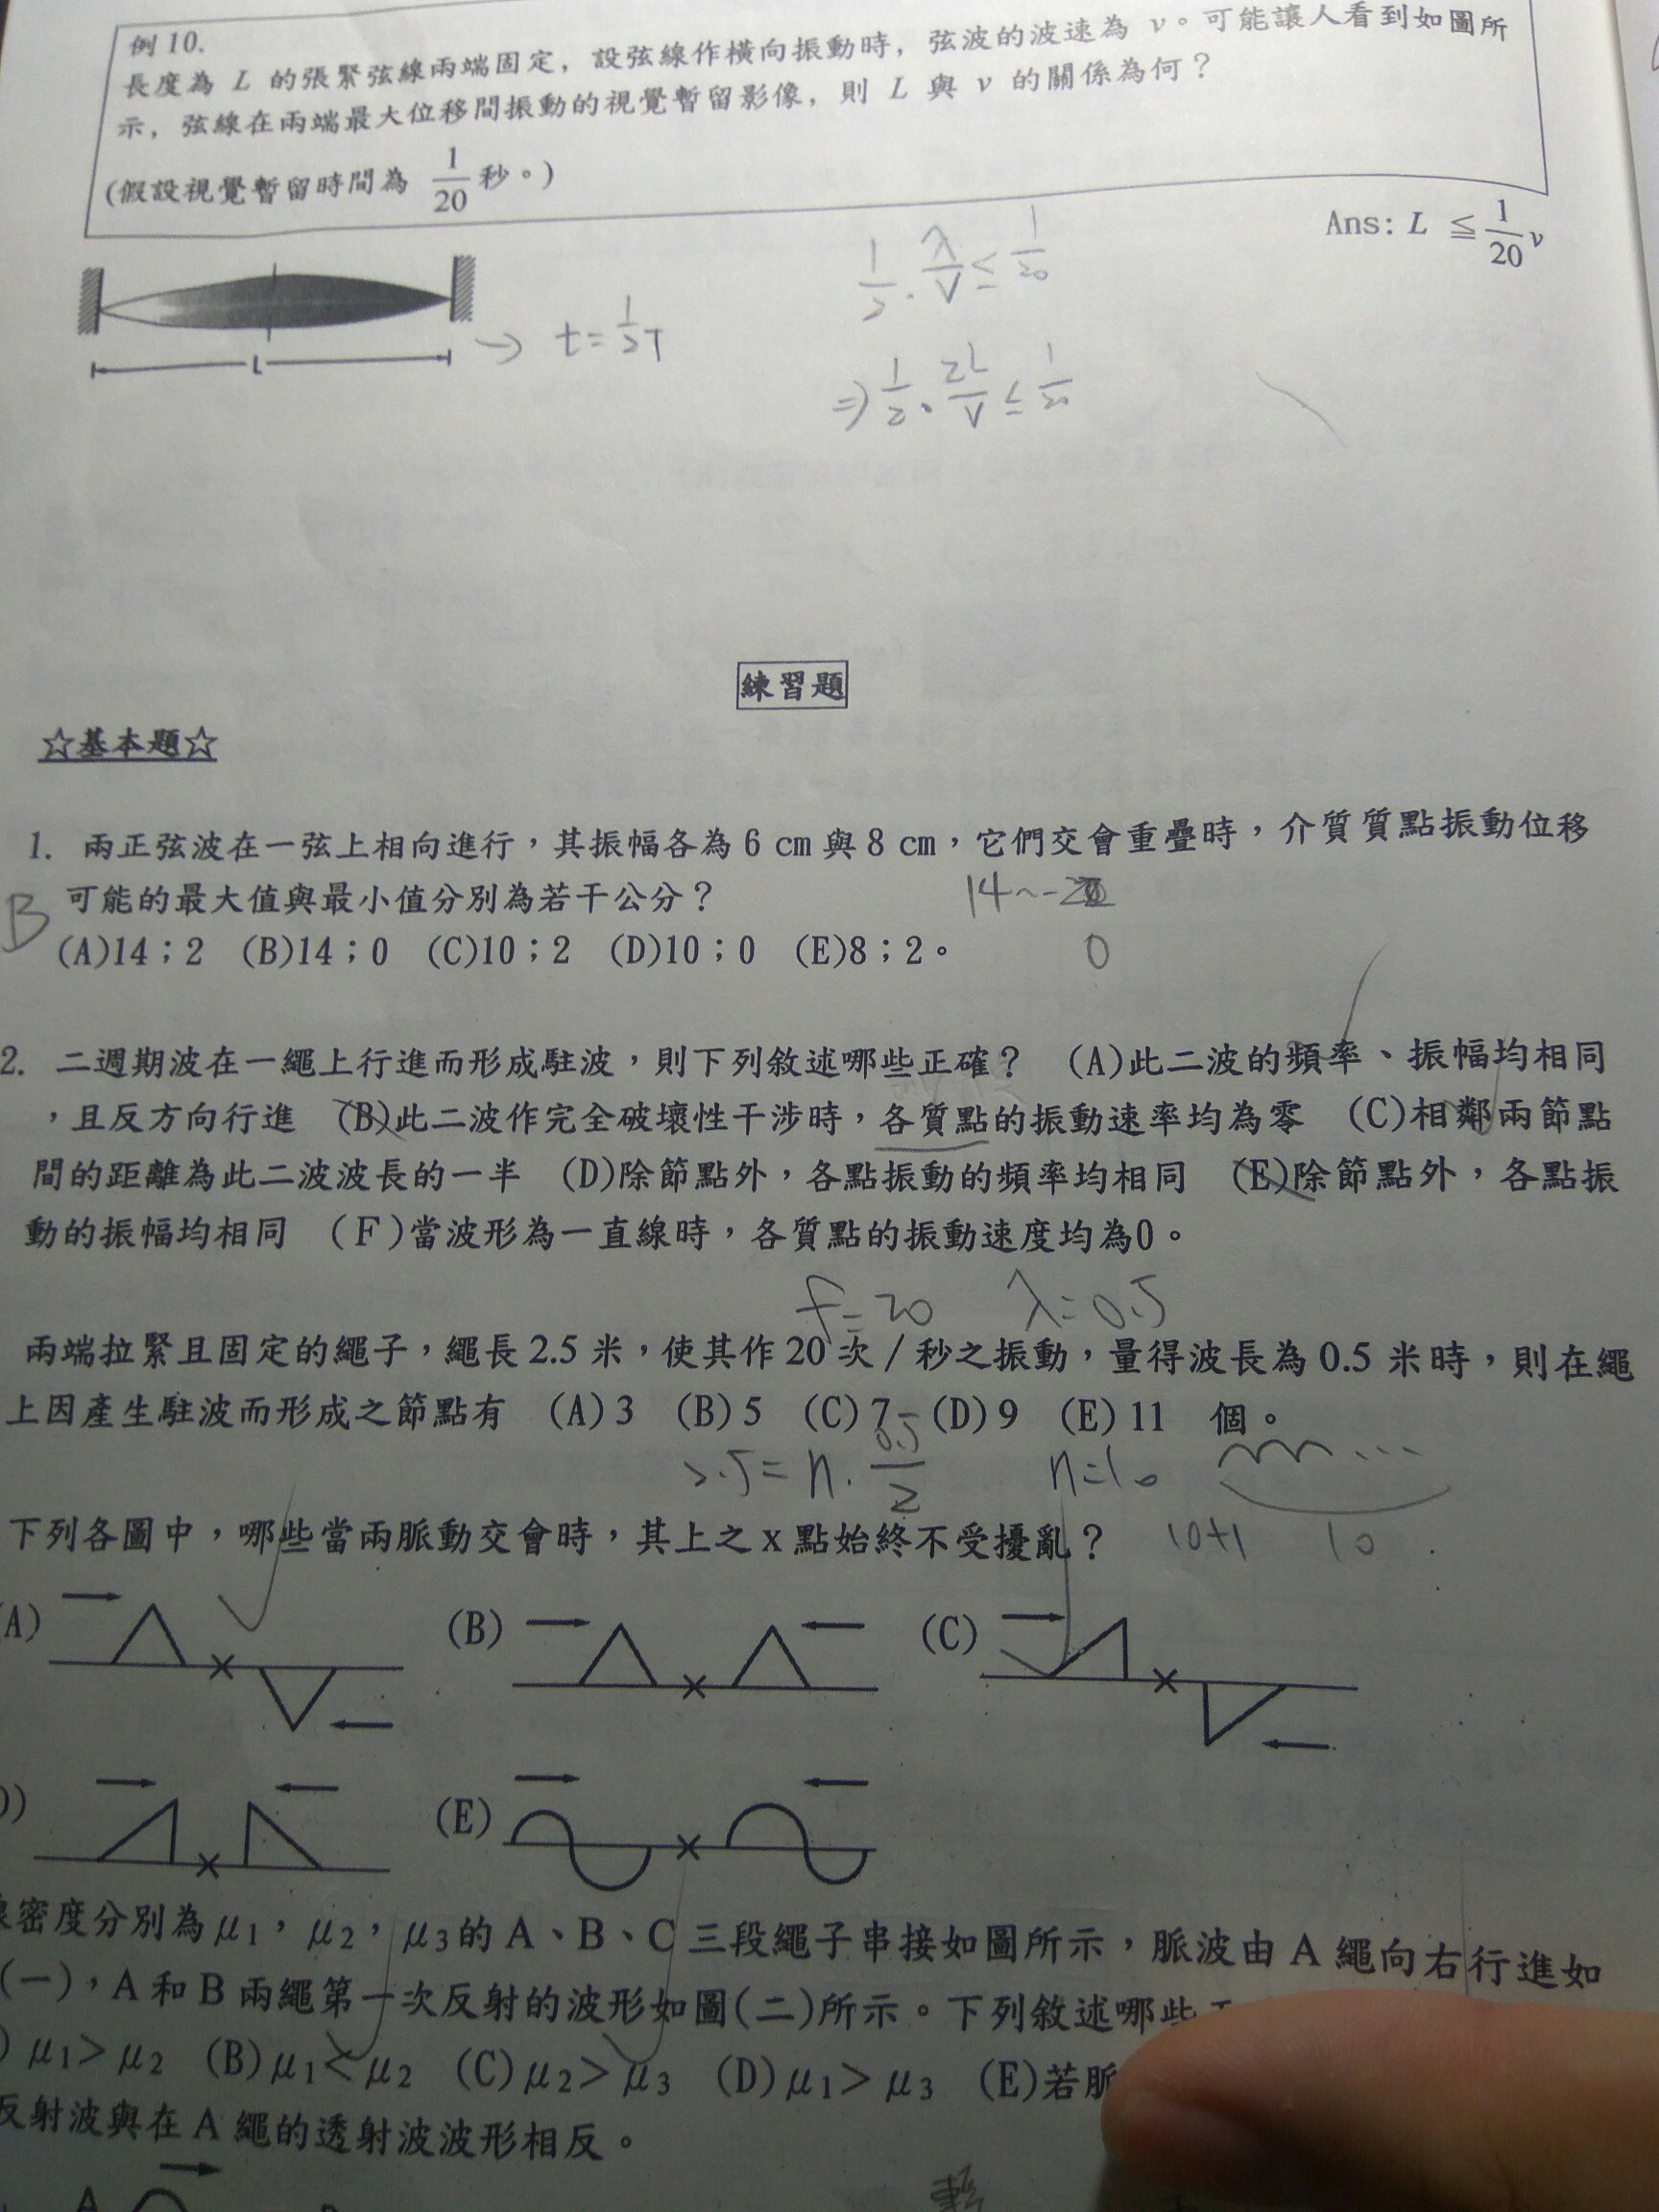 例 10.
長度為 L 的張緊弦線兩端固定，設弦線作橫向振動時，弦波的波速為 v。可能讓人看到如圖所
示，弦線在兩端最大位移間振動的視覺暫留影像，則 L 與 v 的關係為何？
(假設視覺暫留時間為 1/20 秒。)
Ans: L ≦ 1/20 v
1/2 · λ/V ≤ 1/20
L
→ t = 1/2 T
⇒ 1/2 · 2L/V ≤ 1/20
練習題
☆基本題☆
1. 兩正弦波在一弦上相向進行，其振幅各為 6 cm 與 8 cm，它們交會重疊時，介質質點振動位移
B 可能的最大值與最小值分別為若干公分？ 14~-2
(A)14；2 (B)14；0 (C)10；2 (D)10；0 (E)8；2。 0
2. 二週期波在一繩上行進而形成駐波，則下列敘述哪些正確？ (A)此二波的頻率、振幅均相同
，且反方向行進 (B)此二波作完全破壞性干涉時，各質點的振動速率均為零 (C)相鄰兩節點
間的距離為此二波波長的一半 (D)除節點外，各點振動的頻率均相同 (E)除節點外，各點振
動的振幅均相同 (F)當波形為一直線時，各質點的振動速度均為0。
f=20 λ=0.5
兩端拉緊且固定的繩子，繩長 2.5 米，使其作 20 次 / 秒之振動，量得波長為 0.5 米時，則在繩
上因產生駐波而形成之節點有 (A) 3 (B) 5 (C) 7 (D) 9 (E) 11 個。
2.5 = n · 0.5/2 n=10 ...
下列各圖中，哪些當兩脈動交會時，其上之 x 點始終不受擾亂？ 10+1 10
A) (B) (C)
) (E)
線密度分別為 μ1，μ2，μ3 的 A、B、C 三段繩子串接如圖所示，脈波由 A 繩向右行進如
(一)，A 和 B 兩繩第一次反射的波形如圖(二)所示。下列敘述哪些
) μ1> μ2 (B) μ1< μ2 (C) μ2> μ3 (D) μ1> μ3 (E)若脈
反射波與在 A 繩的透射波波形相反。
A